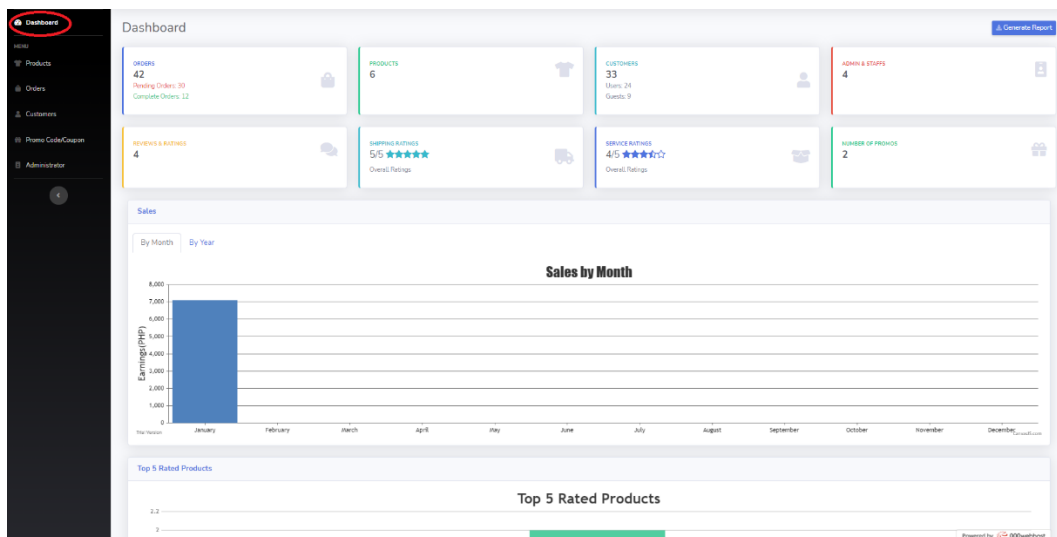 Dashboard
MENU
Products
Orders
Customers
Promo Code/Coupon
Administrator
Dashboard
Generate Report
ORDERS
42
Pending Orders: 30
Complete Orders: 12
PRODUCTS
6
CUSTOMERS
33
Users: 24
Guests: 9
ADMIN & STAFFS
4
REVIEWS & RATINGS
4
SHIPPING RATINGS
5/5 ★★★★★
Overall Ratings
SERVICE RATINGS
4/5
Overall Ratings
NUMBER OF PROMOS
2
Sales
By Month By Year
Sales by Month
Earnings(PHP)
8,000
7,000
6,000
5,000
4,000
3,000
2,000
1,000
0
January February March April May June July August September October November December
Trial Version
CanvasJS.com
Top 5 Rated Products
Top 5 Rated Products
2.2
2
Powered by 000webhost